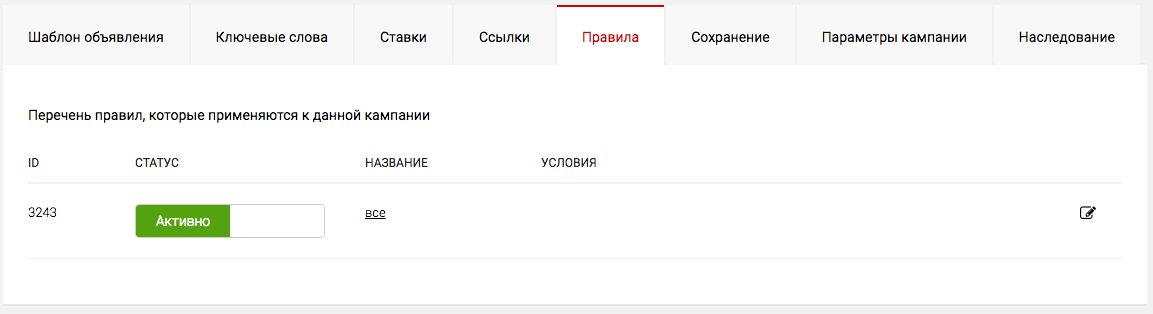 Шаблон объявления Ключевые слова Ставки Ссылки Правила Сохранение Параметры кампании Наследование
Перечень правил, которые применяются к данной кампании
ID СТАТУС НАЗВАНИЕ УСЛОВИЯ
3243 Активно все